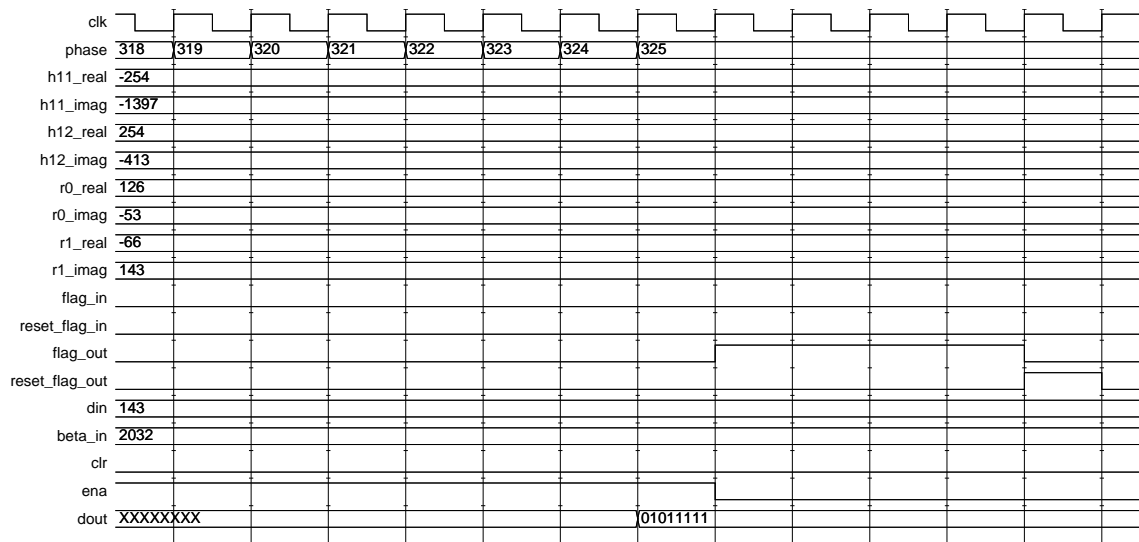 clk
phase 318 319 320 321 322 323 324 325
h11_real -254
h11_imag -1397
h12_real 254
h12_imag -413
r0_real 126
r0_imag -53
r1_real -66
r1_imag 143
flag_in
reset_flag_in
flag_out
reset_flag_out
din 143
beta_in 2032
clr
ena
dout XXXXXXXX 01011111